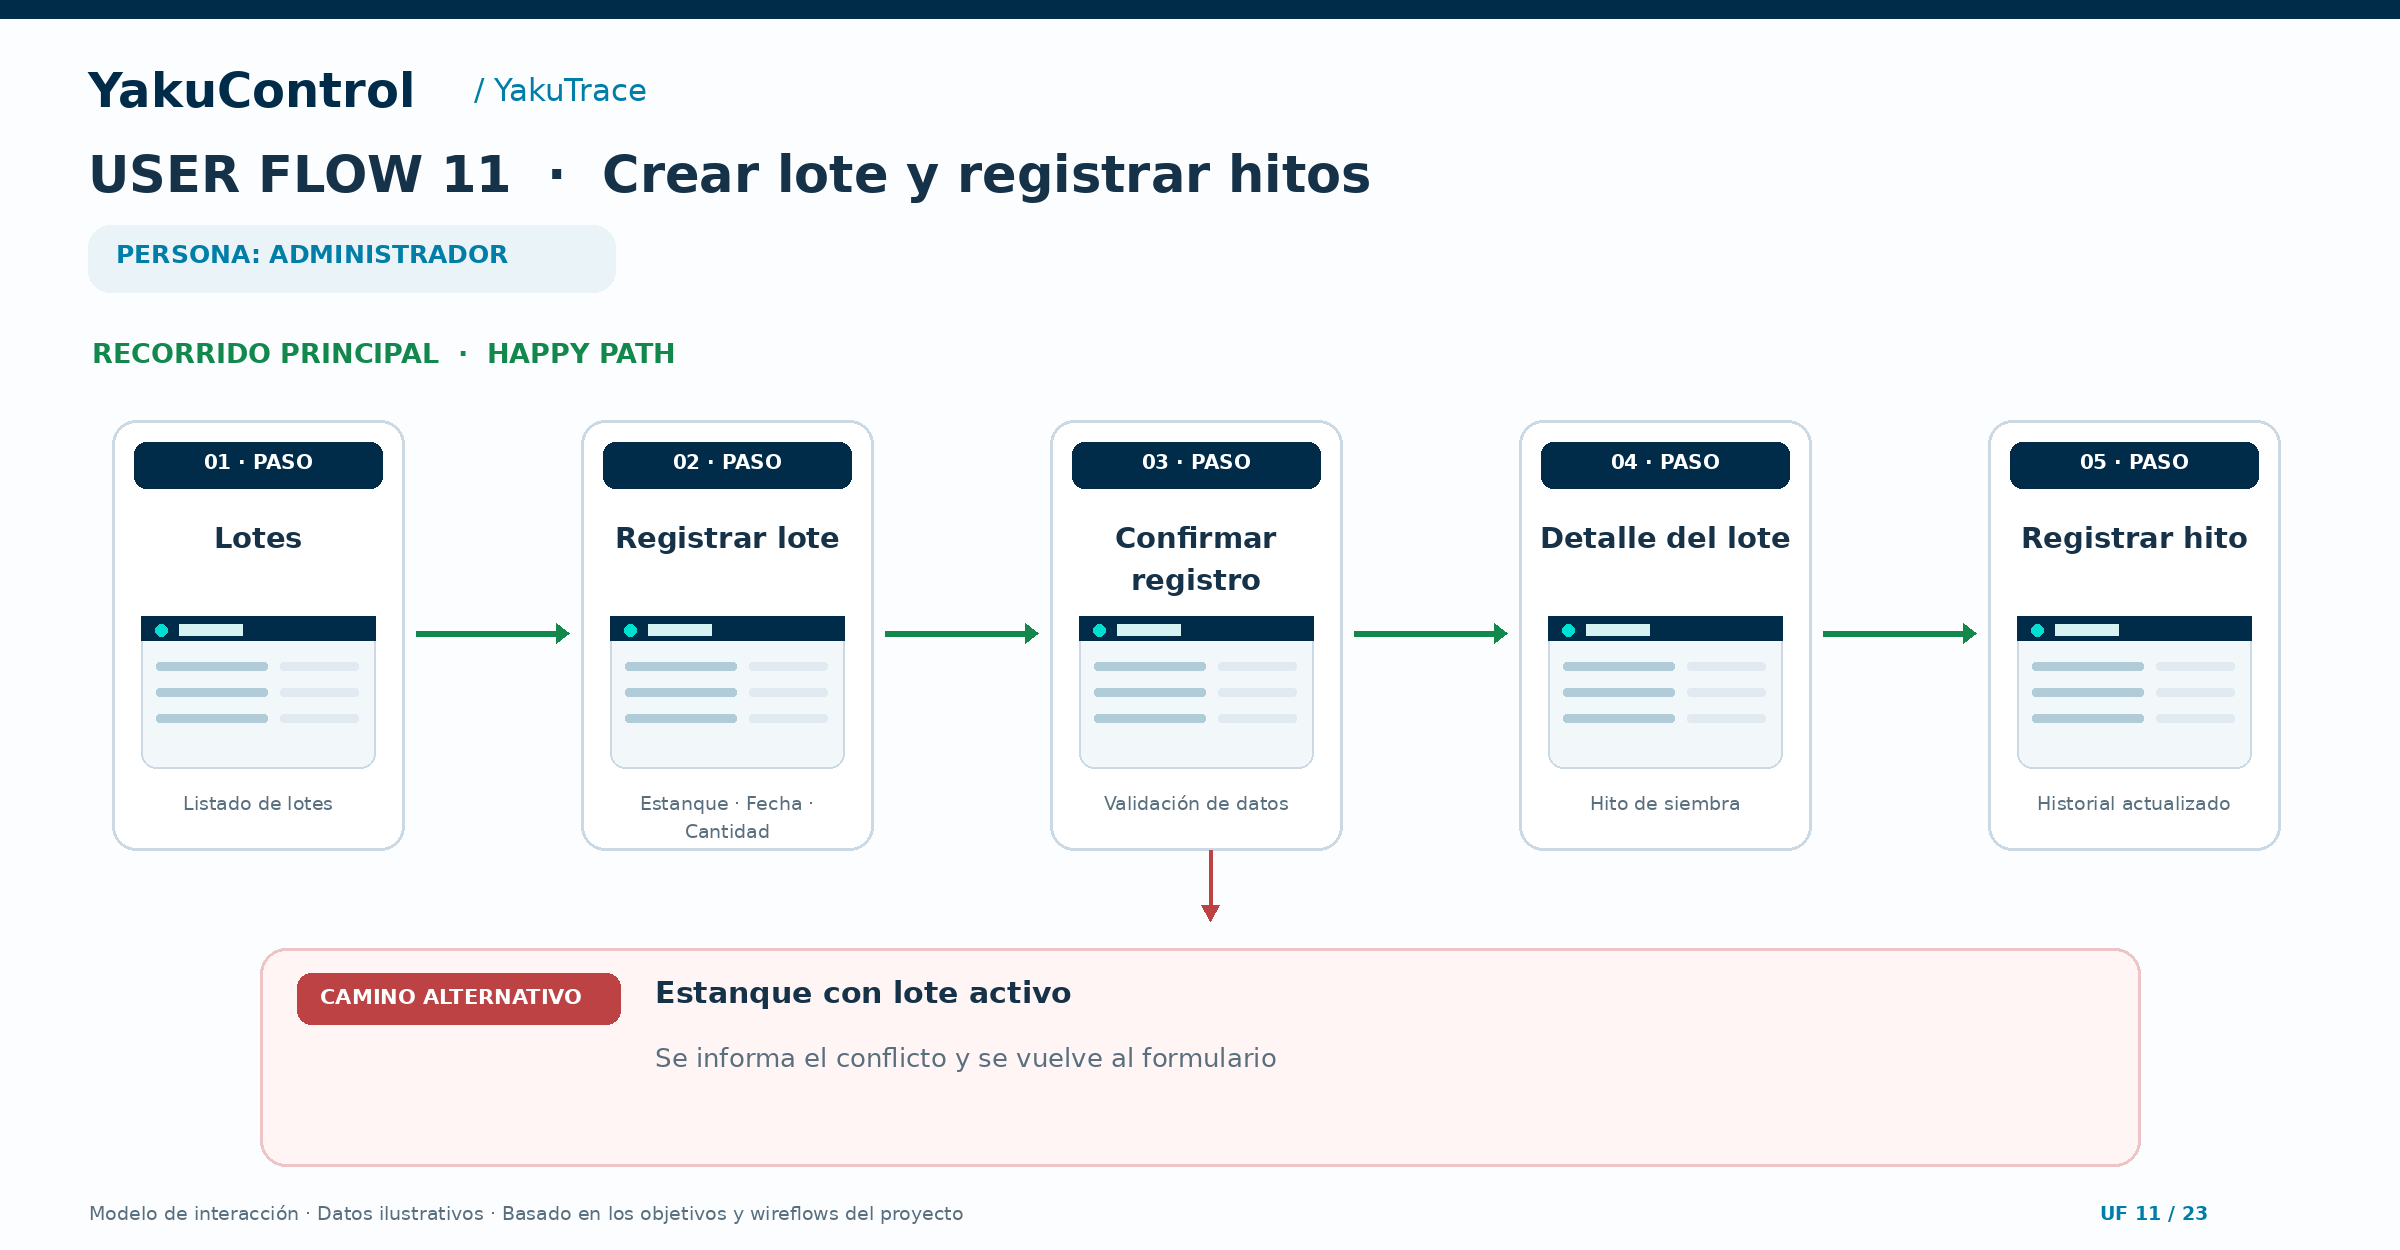 YakuControl / YakuTrace
USER FLOW 11 · Crear lote y registrar hitos
PERSONA: ADMINISTRADOR
RECORRIDO PRINCIPAL · HAPPY PATH
01 · PASO
Lotes
Listado de lotes
02 · PASO
Registrar lote
Estanque · Fecha ·
Cantidad
03 · PASO
Confirmar
registro
Validación de datos
04 · PASO
Detalle del lote
Hito de siembra
05 · PASO
Registrar hito
Historial actualizado
CAMINO ALTERNATIVO
Estanque con lote activo
Se informa el conflicto y se vuelve al formulario
Modelo de interacción · Datos ilustrativos · Basado en los objetivos y wireflows del proyecto
UF 11 / 23